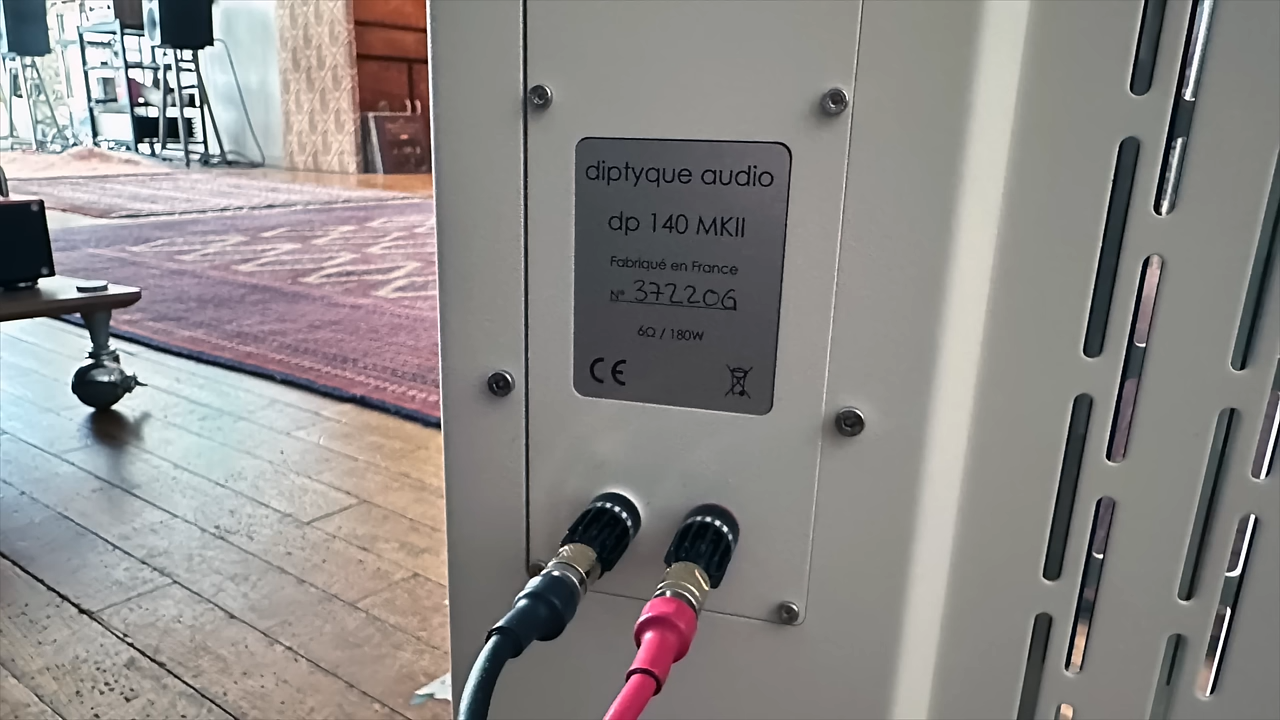 diptyque audio
dp 140 MKII
Fabriqué en France
N° 372206
6Ω / 180W
CE